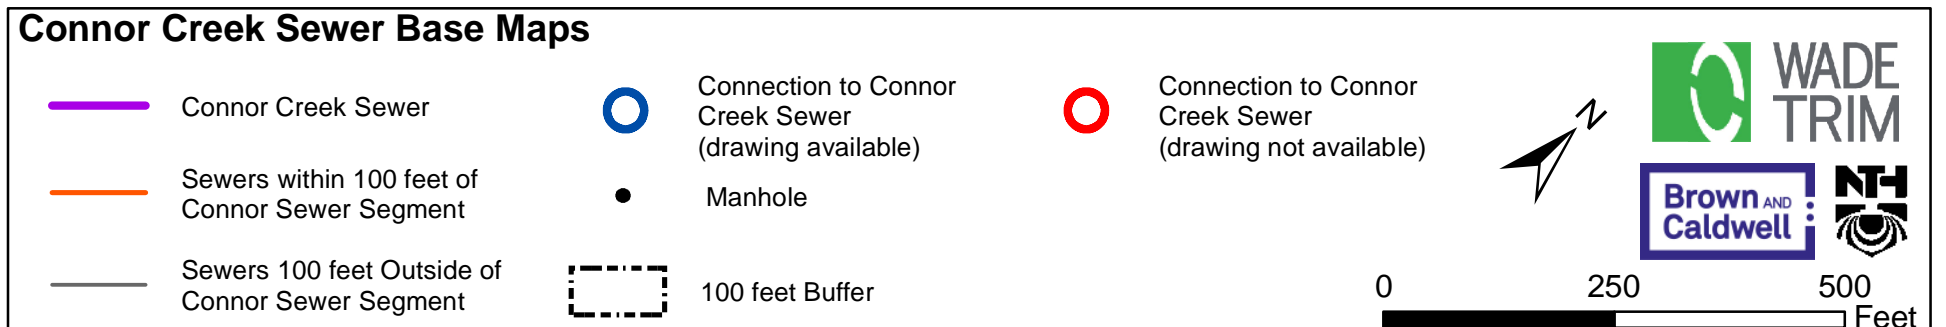 Connor Creek Sewer Base Maps
Connor Creek Sewer
Sewers within 100 feet of
Connor Sewer Segment
Sewers 100 feet Outside of
Connor Sewer Segment
Connection to Connor
Creek Sewer
(drawing available)
Manhole
100 feet Buffer
Connection to Connor
Creek Sewer
(drawing not available)
N
WADE
TRIM
Brown AND
Caldwell
NTH
0 250 500
Feet